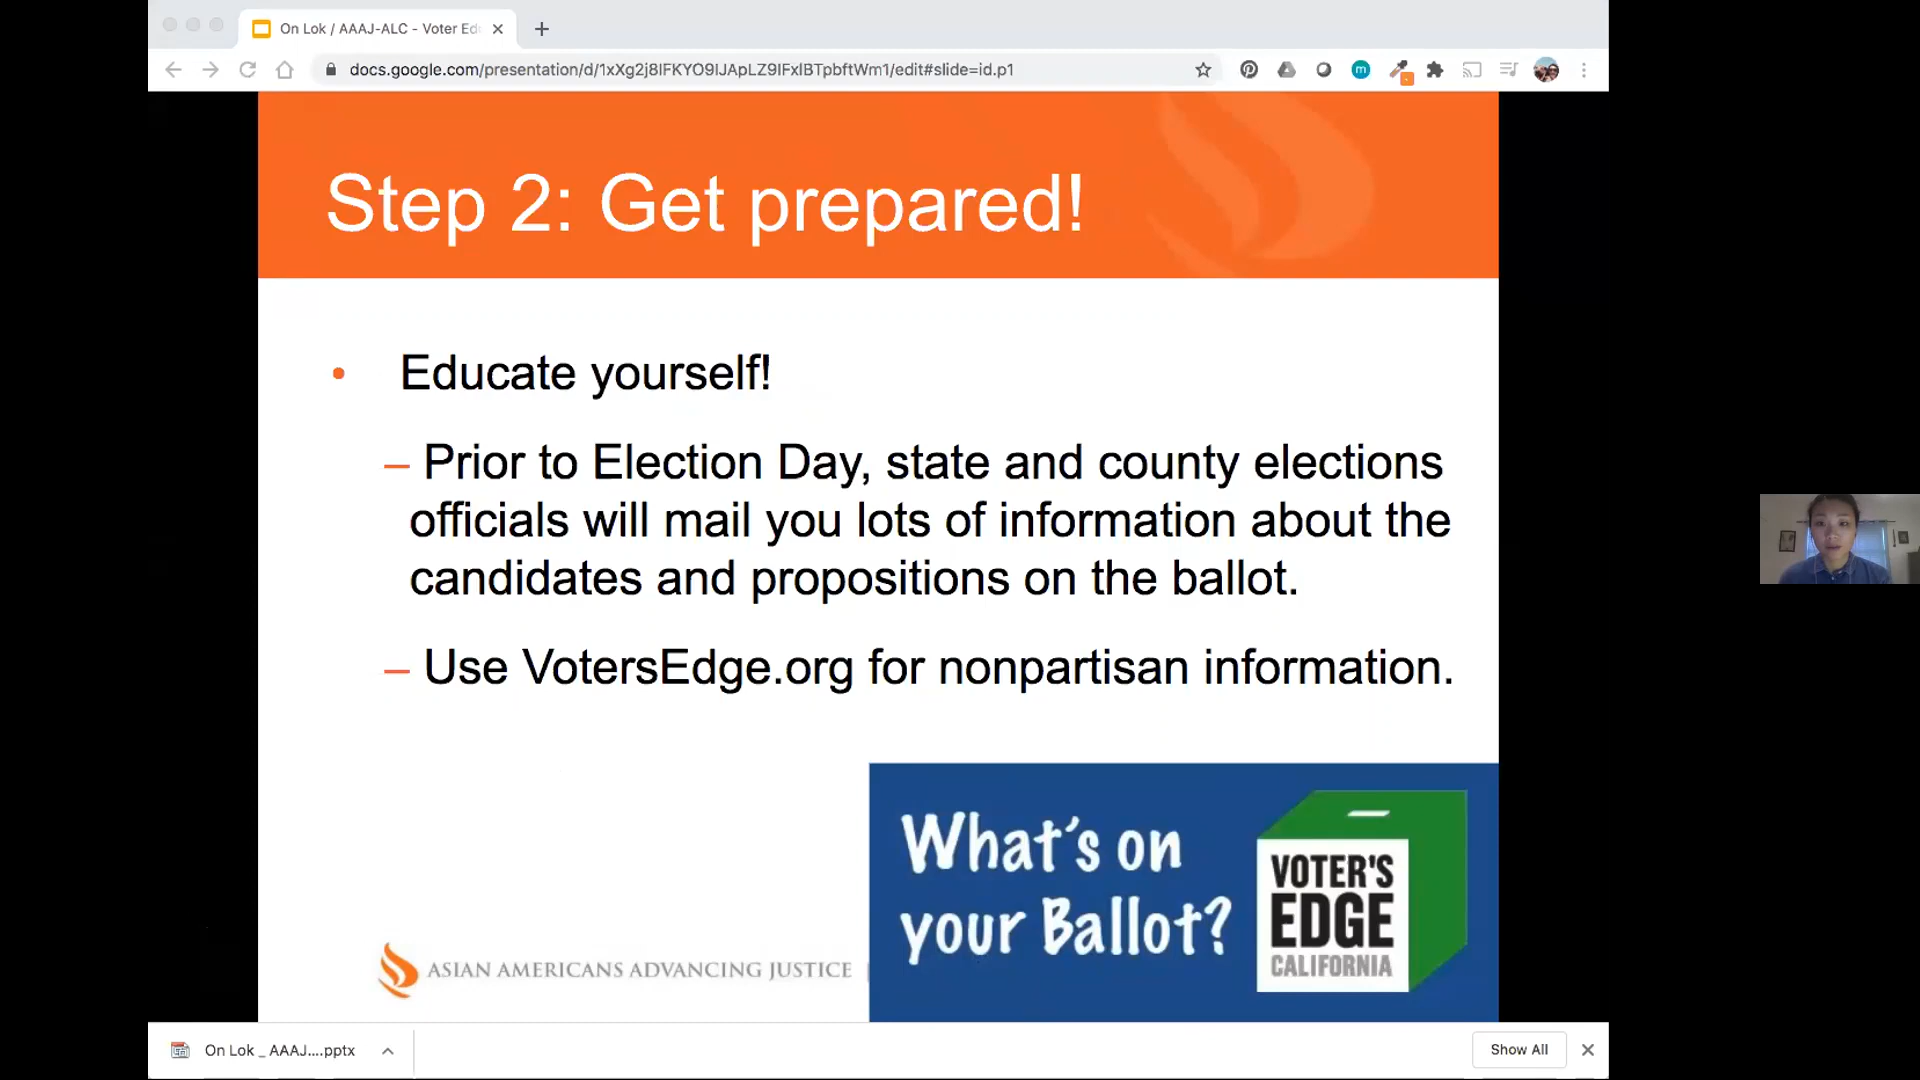 On Lok / AAAJ-ALC - Voter Ed
docs.google.com/presentation/d/1xXg2j8lFKYO9lJApLZ9lFxlBTpbftWm1/edit#slide=id.p1
Step 2: Get prepared!
• Educate yourself!
– Prior to Election Day, state and county elections
officials will mail you lots of information about the
candidates and propositions on the ballot.
– Use VotersEdge.org for nonpartisan information.
What's on
your Ballot?
VOTER'S
EDGE
CALIFORNIA
ASIAN AMERICANS ADVANCING JUSTICE
On Lok _ AAAJ....pptx
Show All